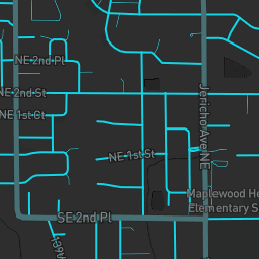 NE 2nd Pl
NE 2nd St
Jericho Ave NE
NE 1st Ct
NE 1st St
Maplewood He
Elementary S
SE 2nd Pl